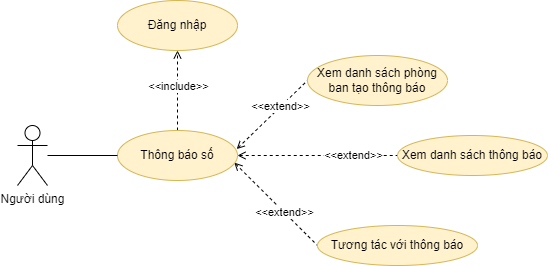 Đăng nhập
<<include>>
Xem danh sách phòng
ban tạo thông báo
<<extend>>
Thông báo số
<<extend>>
Xem danh sách thông báo
Người dùng
<<extend>>
Tương tác với thông báo